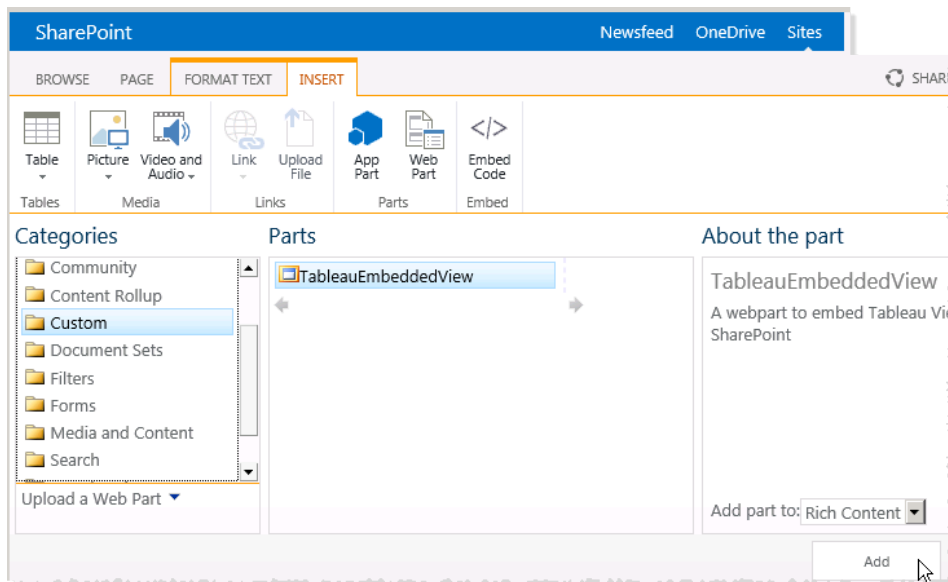 SharePoint
Newsfeed OneDrive Sites
BROWSE PAGE FORMAT TEXT INSERT
SHAR
Table
Picture
Video and
Audio
Link
Upload
File
App
Part
Web
Part
</>
Embed
Code
Tables Media Links Parts Embed
Categories
Community
Content Rollup
Custom
Document Sets
Filters
Forms
Media and Content
Search
Upload a Web Part
Parts
TableauEmbeddedView
About the part
TableauEmbeddedView
A webpart to embed Tableau Vi
SharePoint
Add part to: Rich Content
Add